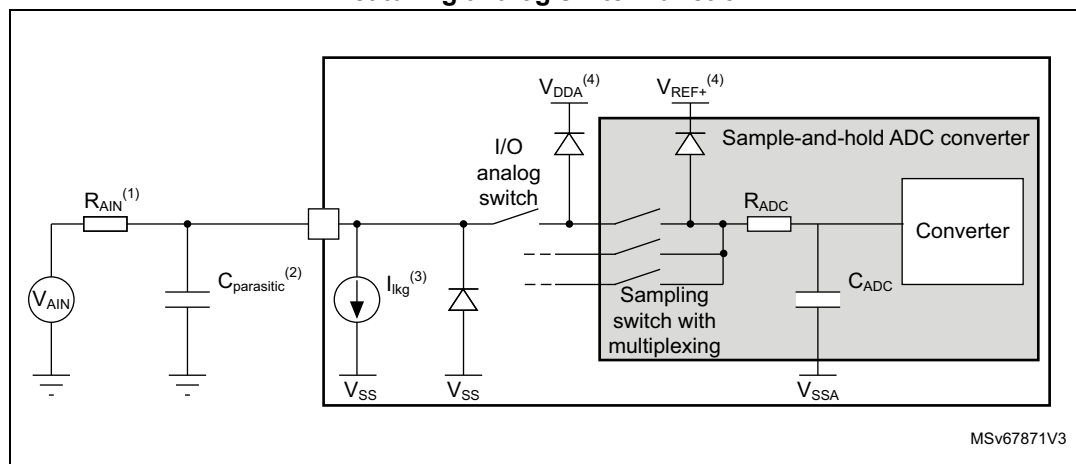 V_DDA^(4)
V_REF+^(4)
Sample-and-hold ADC converter
I/O
analog
switch
R_AIN^(1)
R_ADC
Converter
V_AIN
C_parasitic^(2)
I_lkg^(3)
Sampling
switch with
multiplexing
C_ADC
V_SS
V_SS
V_SSA
MSv67871V3